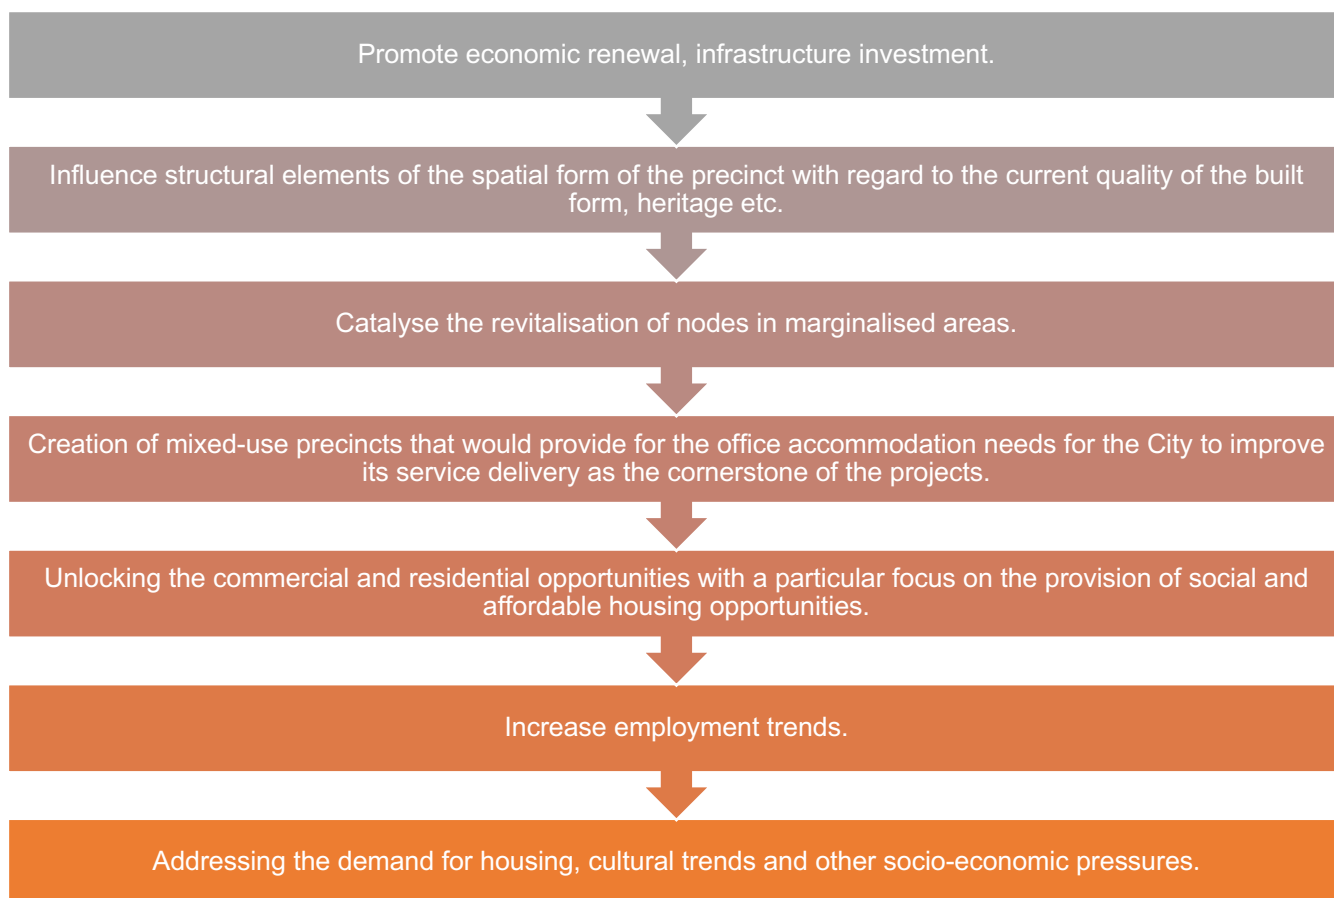 Promote economic renewal, infrastructure investment.
Influence structural elements of the spatial form of the precinct with regard to the current quality of the built
form, heritage etc.
Catalyse the revitalisation of nodes in marginalised areas.
Creation of mixed-use precincts that would provide for the office accommodation needs for the City to improve
its service delivery as the cornerstone of the projects.
Unlocking the commercial and residential opportunities with a particular focus on the provision of social and
affordable housing opportunities.
Increase employment trends.
Addressing the demand for housing, cultural trends and other socio-economic pressures.